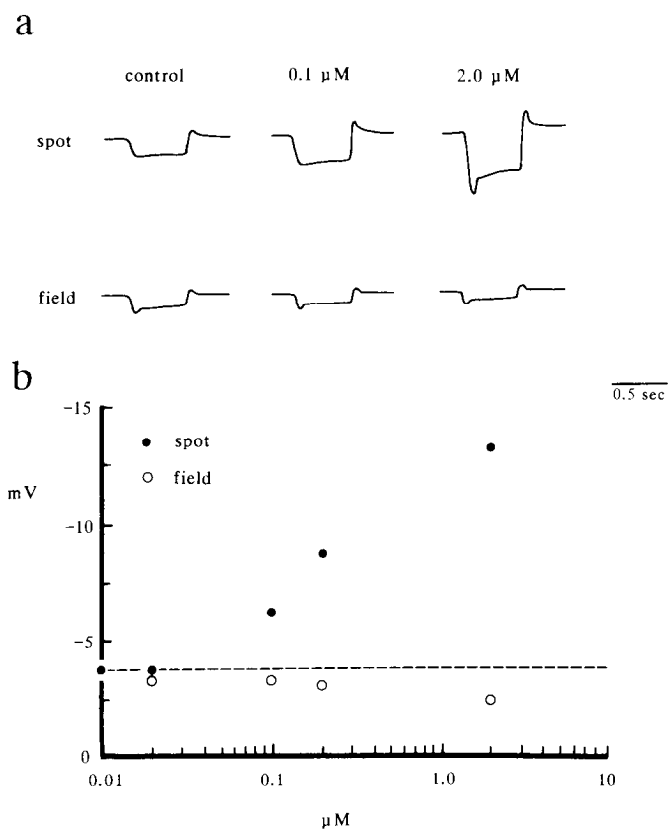 a
control 0.1 µM 2.0 µM
spot
field
b
0.5 sec
−15
spot
field
mV
−10
−5
0
0.01 0.1 1.0 10
µM